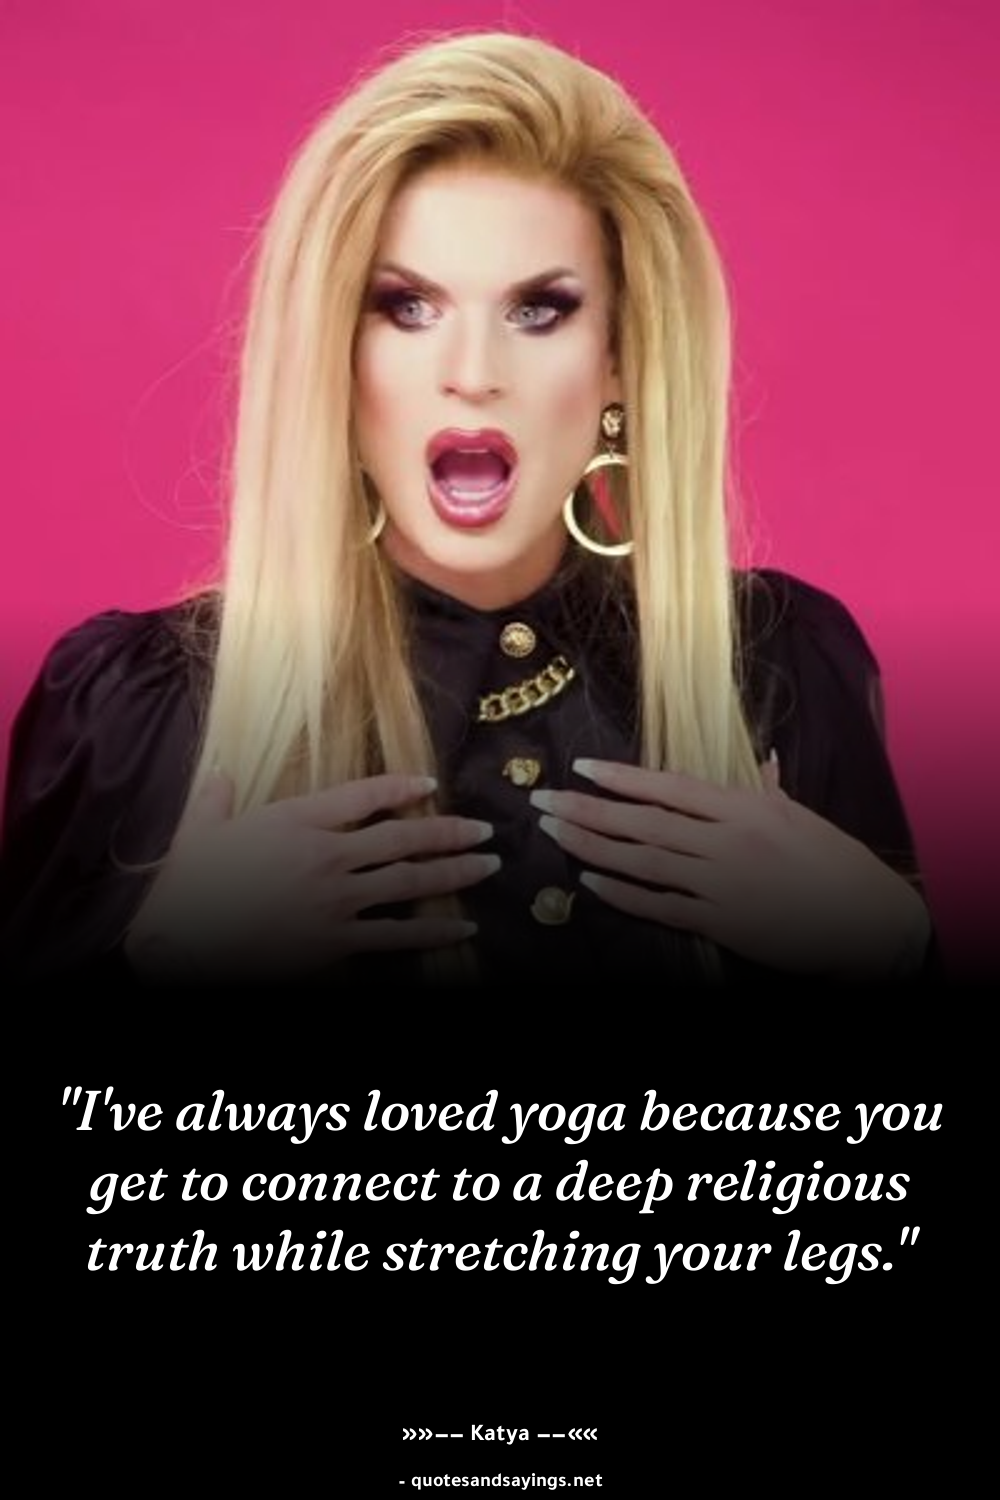 "I've always loved yoga because you
get to connect to a deep religious
truth while stretching your legs."
»»–– Katya ––««
- quotesandsayings.net